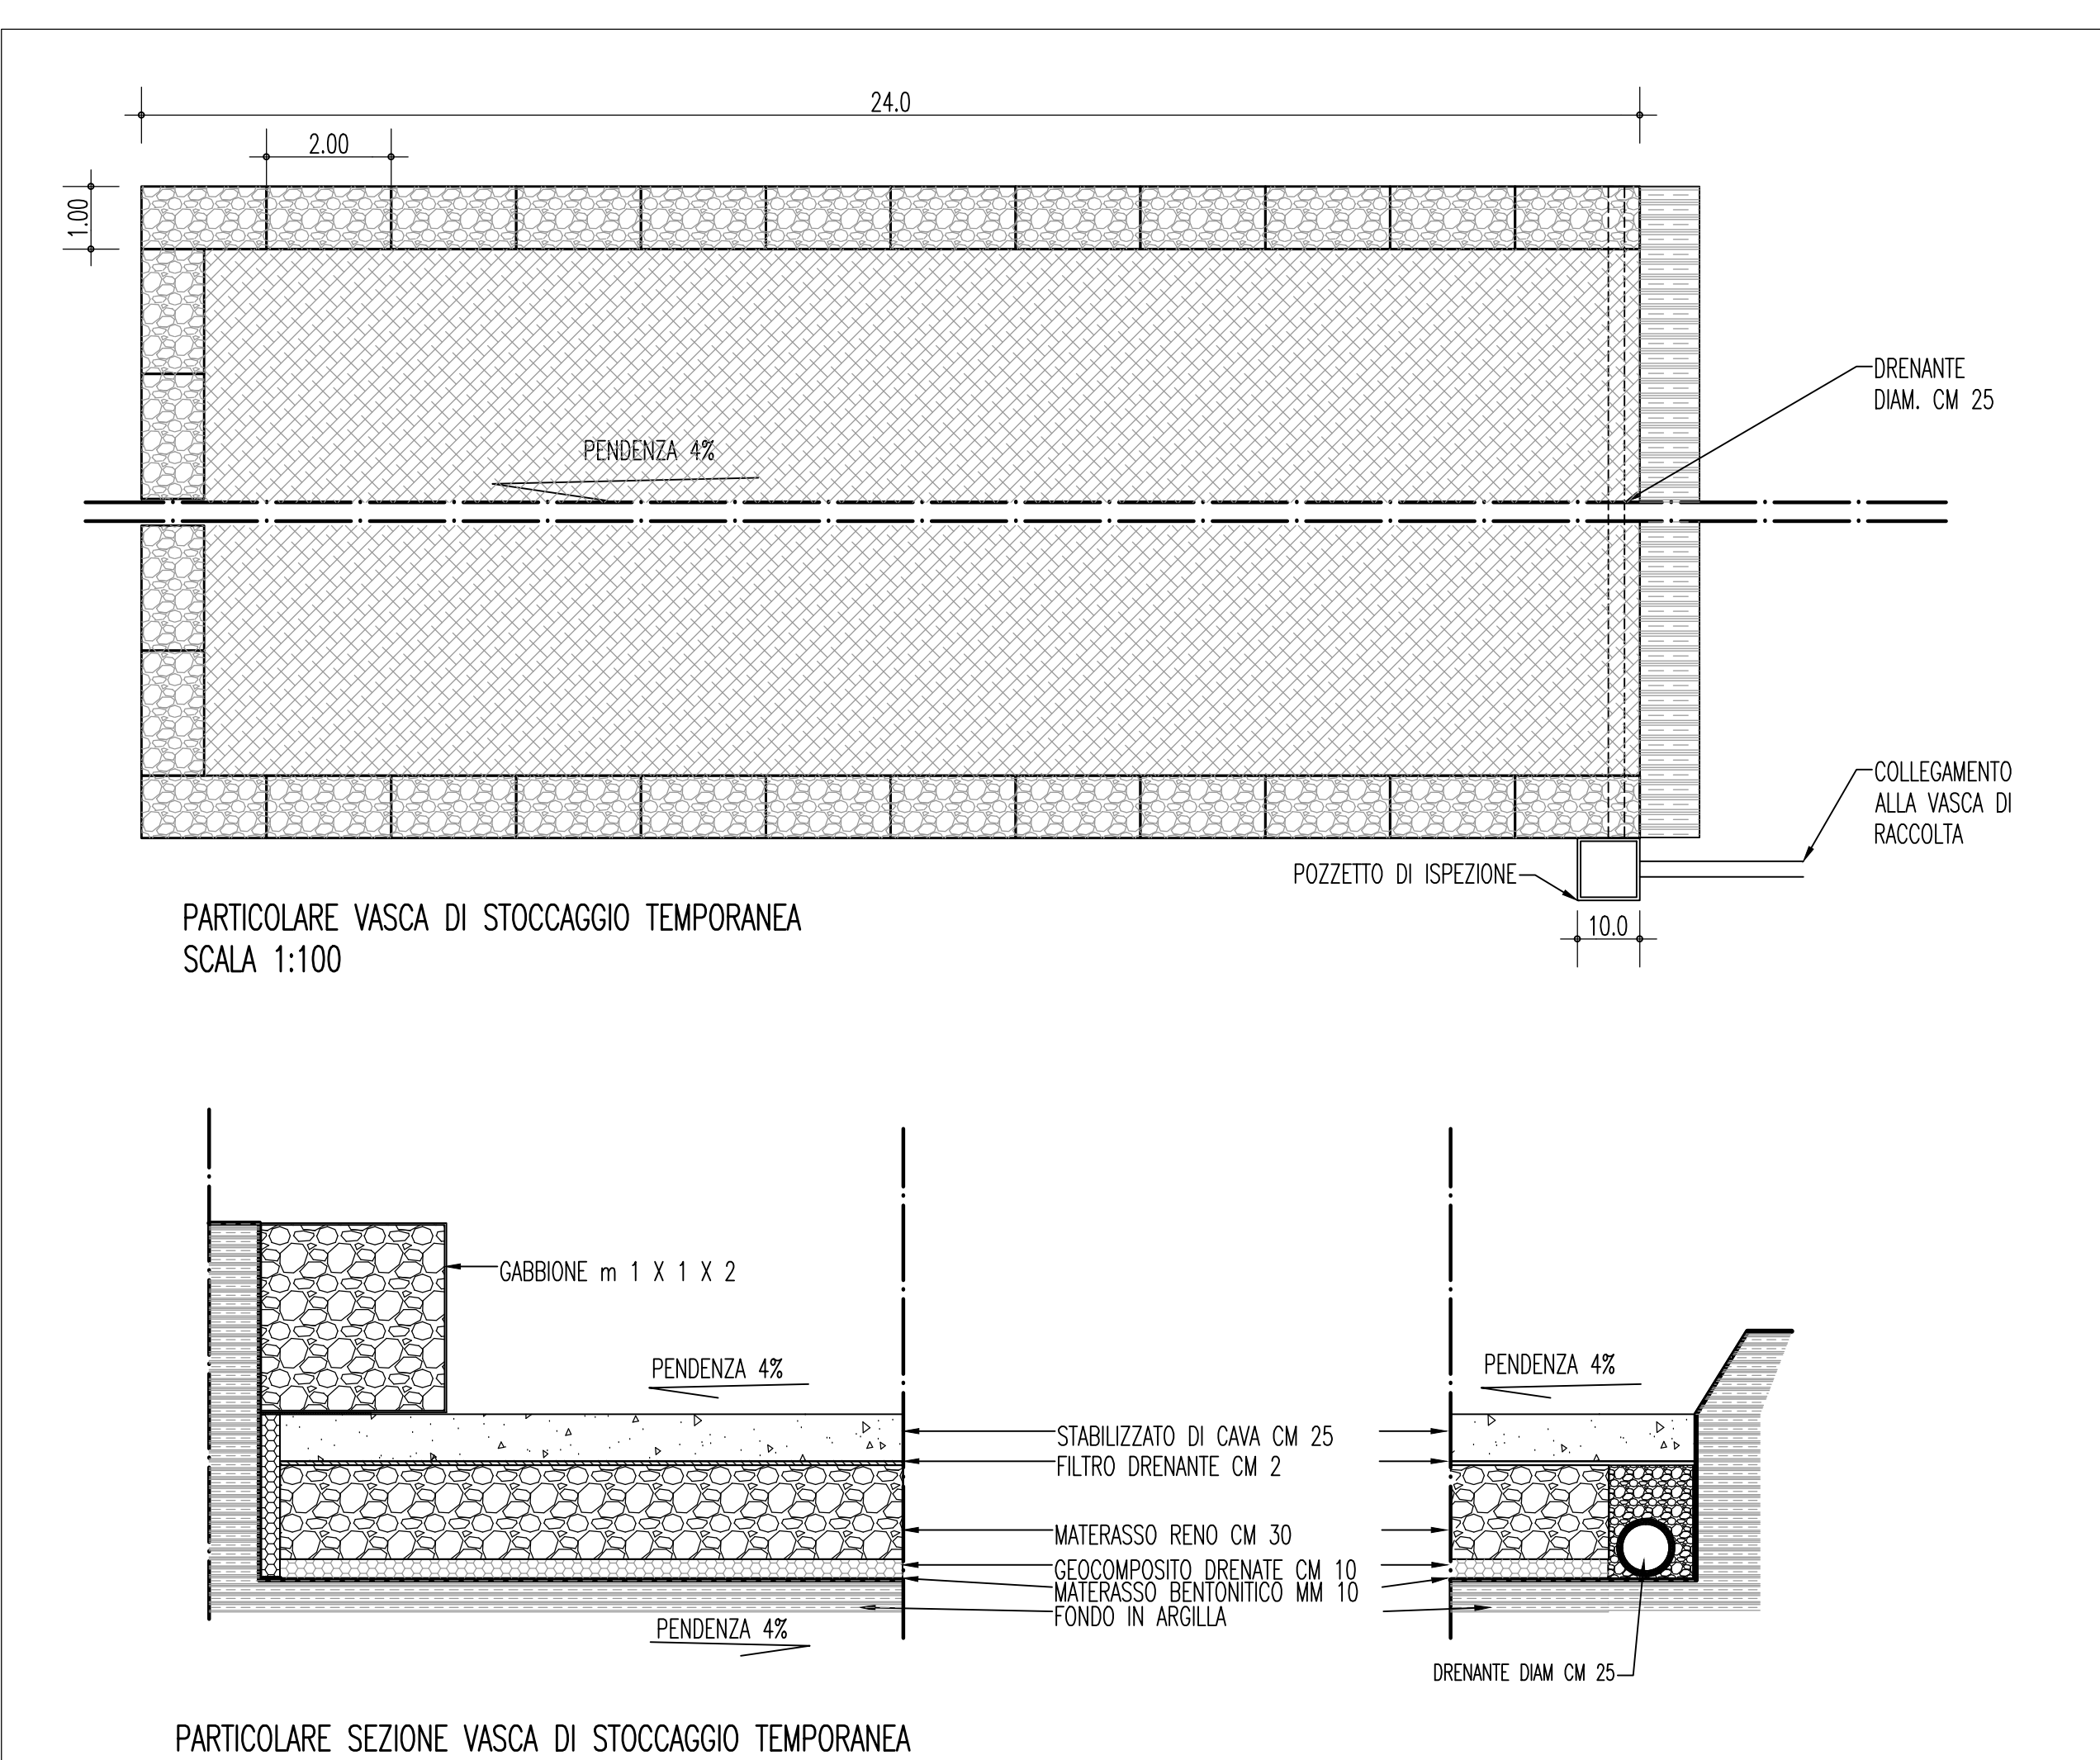 24.0
2.00
1.00
DRENANTE
DIAM. CM 25
PENDENZA 4%
COLLEGAMENTO
ALLA VASCA DI
RACCOLTA
POZZETTO DI ISPEZIONE
10.0
PARTICOLARE VASCA DI STOCCAGGIO TEMPORANEA
SCALA 1:100
GABBIONE m 1 X 1 X 2
PENDENZA 4%
PENDENZA 4%
STABILIZZATO DI CAVA CM 25
FILTRO DRENANTE CM 2
MATERASSO RENO CM 30
GEOCOMPOSITO DRENATE CM 10
MATERASSO BENTONITICO MM 10
FONDO IN ARGILLA
PENDENZA 4%
DRENANTE DIAM CM 25
PARTICOLARE SEZIONE VASCA DI STOCCAGGIO TEMPORANEA